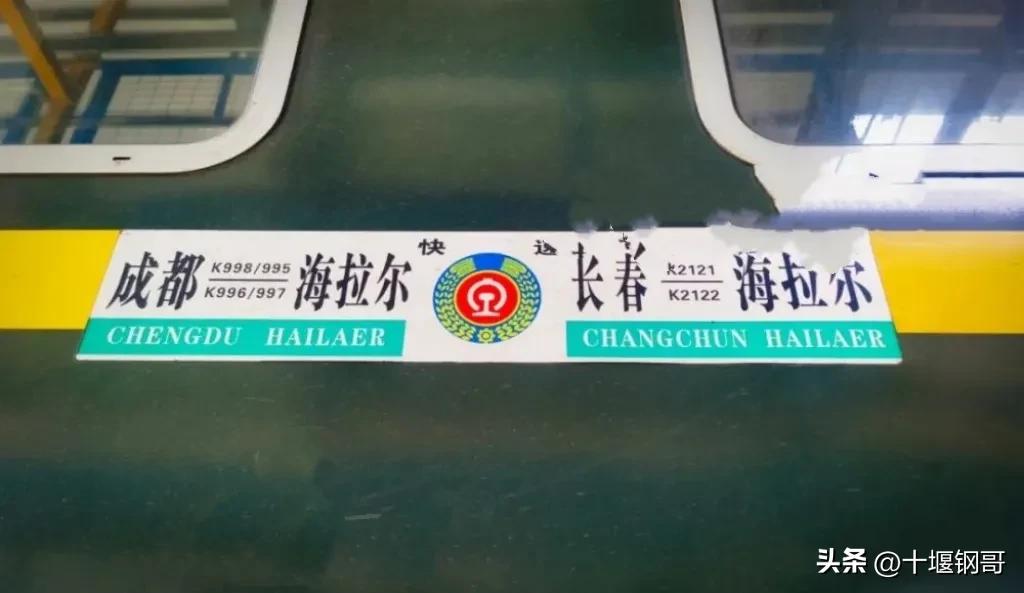 快 速
成都 K998/995 海拉尔
K996/997
CHENGDU HAILAER
长春 K2121 海拉尔
K2122
CHANGCHUN HAILAER
头条 @十堰钢哥